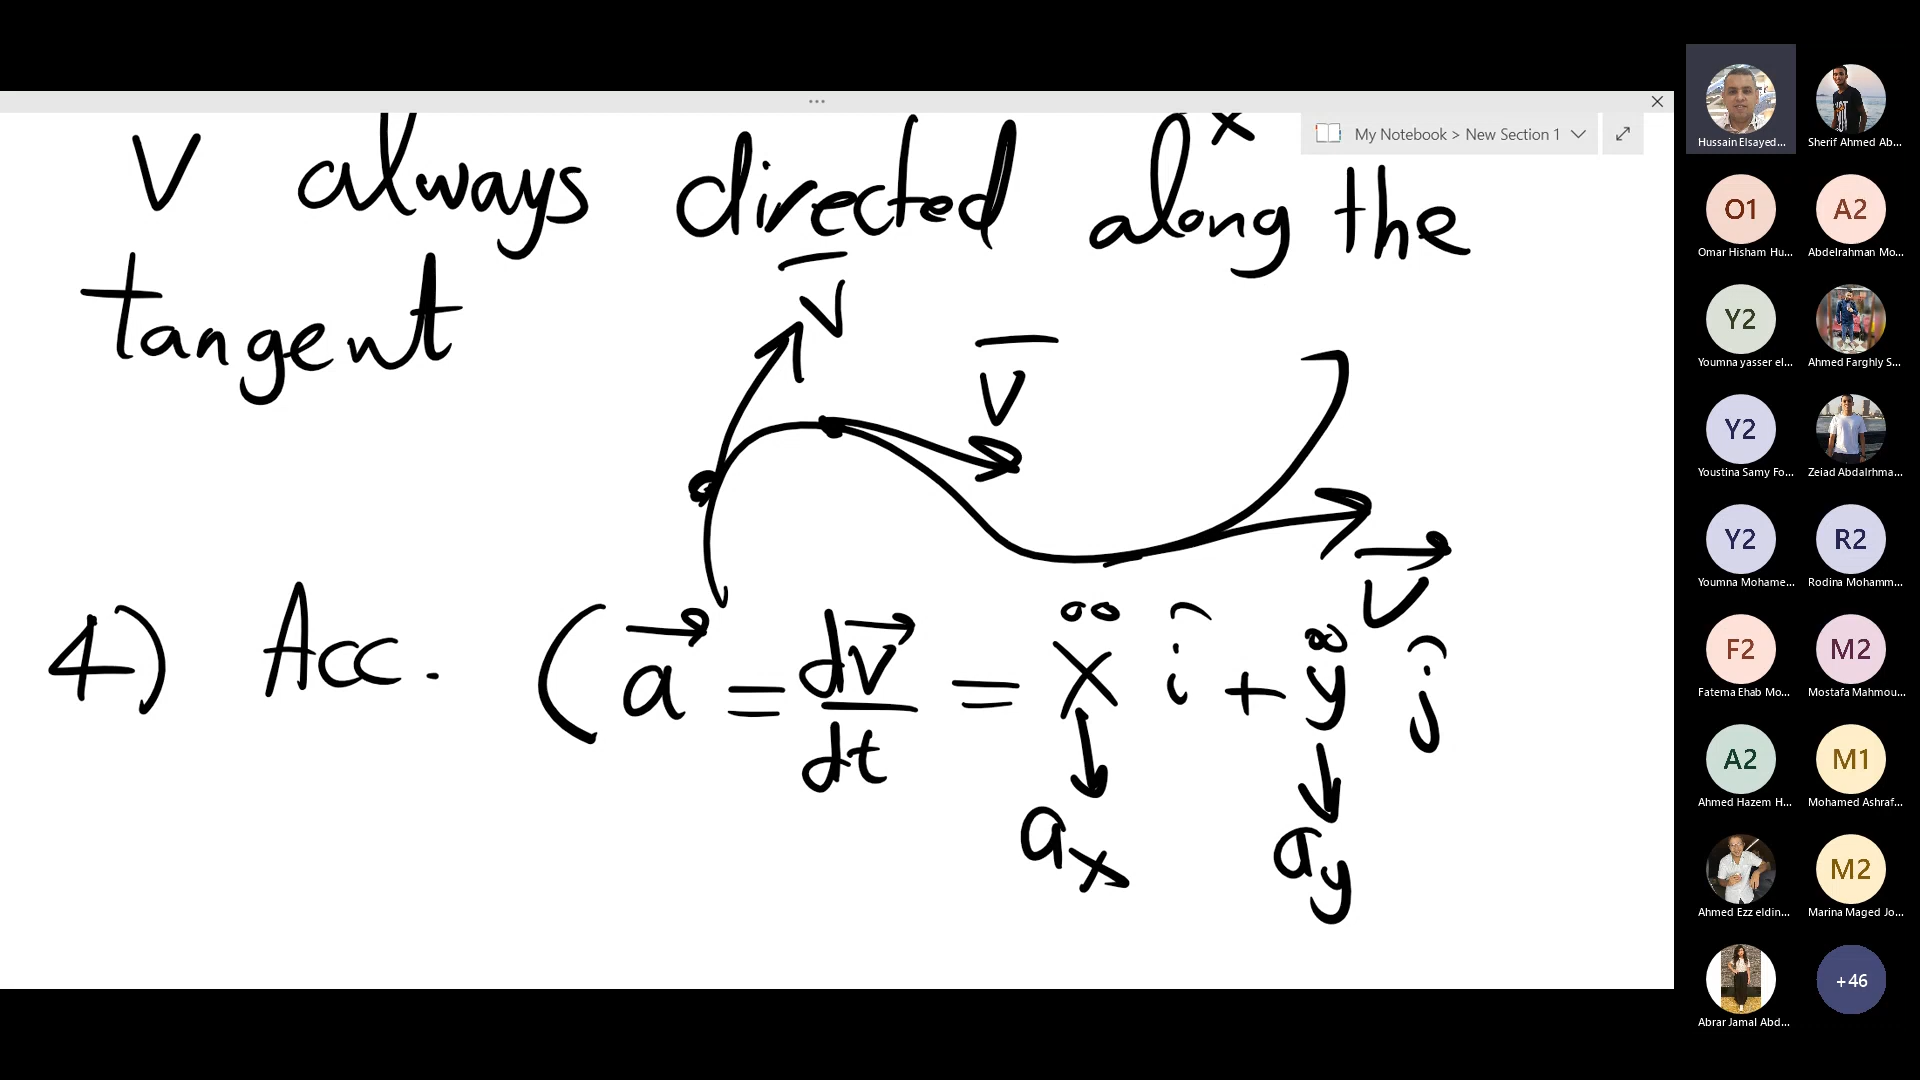 ...
My Notebook > New Section 1
x
V always directed along the
tangent
V
V
V
4) Acc. (a = dv/dt = ẍ î + ÿ ĵ
ax
ay
Hussain Elsayed...
Sherif Ahmed Ab...
O1
Omar Hisham Hu...
A2
Abdelrahman Mo...
Y2
Youmna yasser el...
Ahmed Farghly S...
Y2
Youstina Samy Fo...
Zeiad Abdalrhma...
Y2
Youmna Mohame...
R2
Rodina Mohamm...
F2
Fatema Ehab Mo...
M2
Mostafa Mahmou...
A2
Ahmed Hazem H...
M1
Mohamed Ashraf...
Ahmed Ezz eldin...
M2
Marina Maged Jo...
Abrar Jamal Abd...
+46